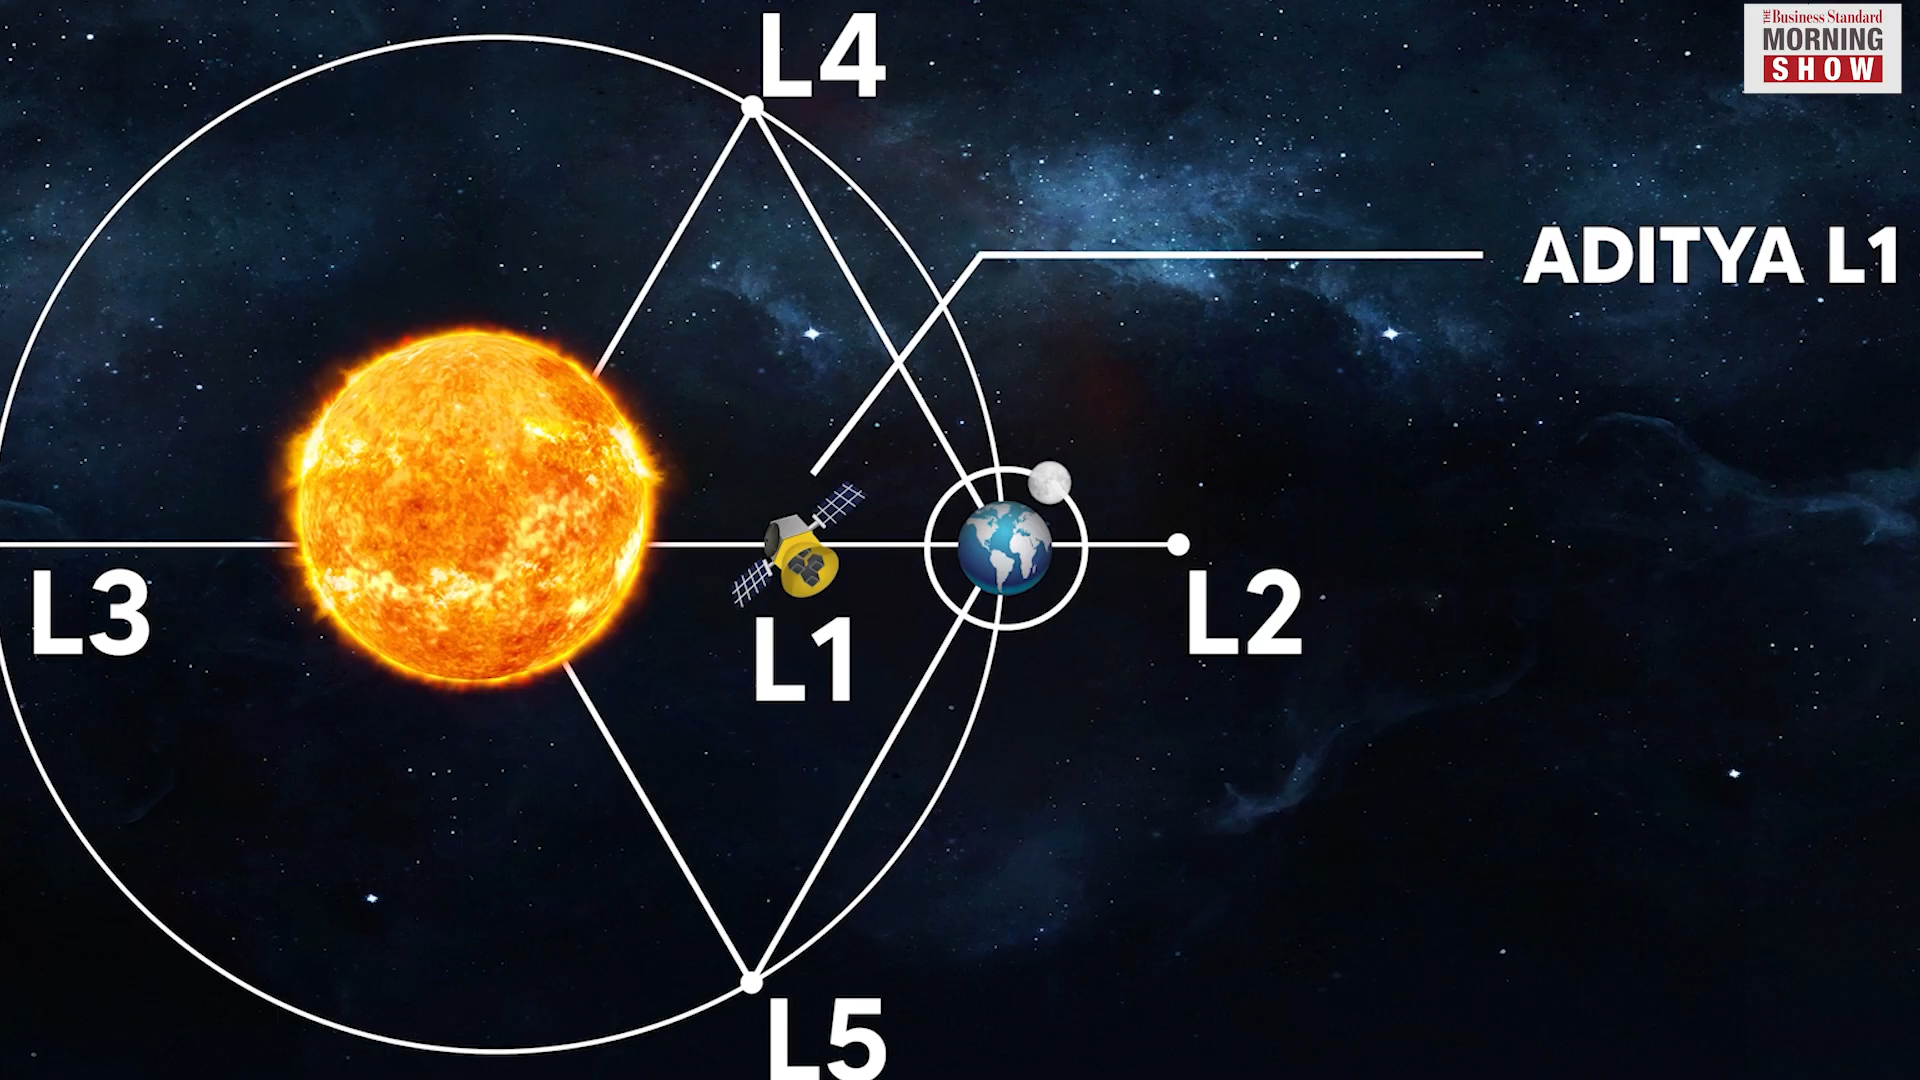 L4
THE Business Standard
MORNING
SHOW
ADITYA L1
L3
L1
L2
L5